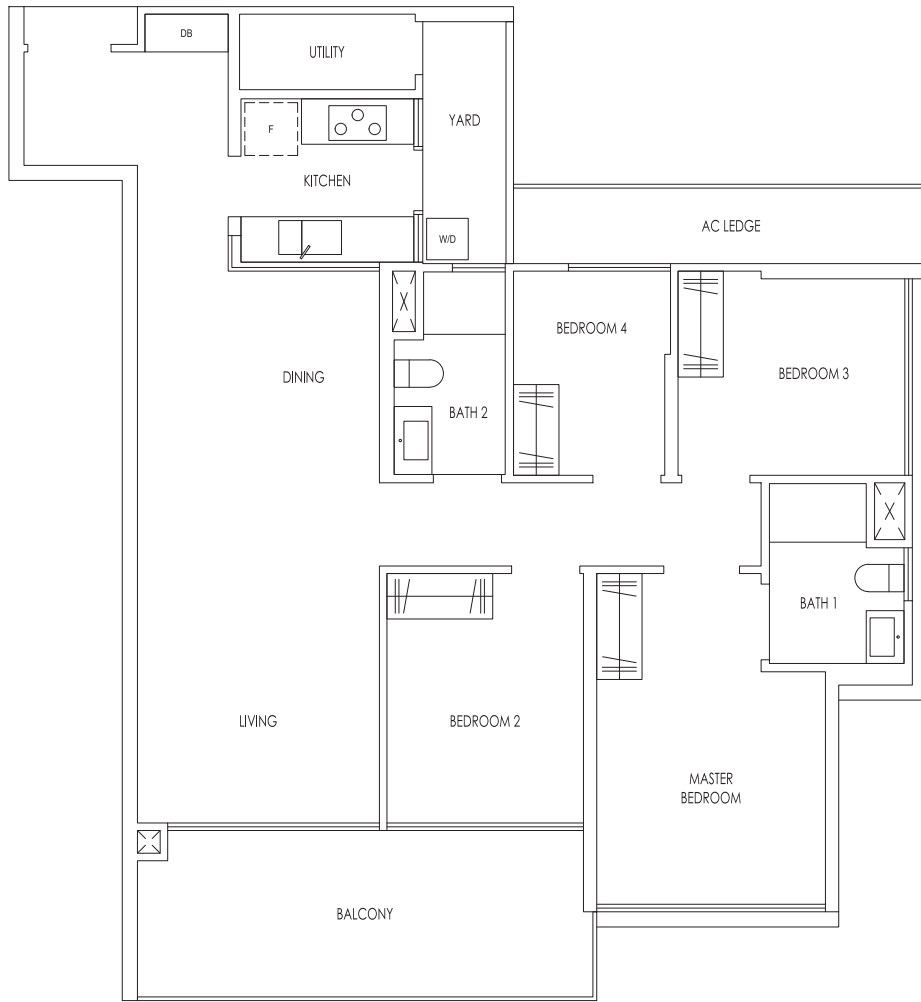 DB
UTILITY
YARD
F
KITCHEN
W/D
AC LEDGE
BEDROOM 4
BEDROOM 3
DINING
BATH 2
BATH 1
LIVING
BEDROOM 2
MASTER
BEDROOM
BALCONY